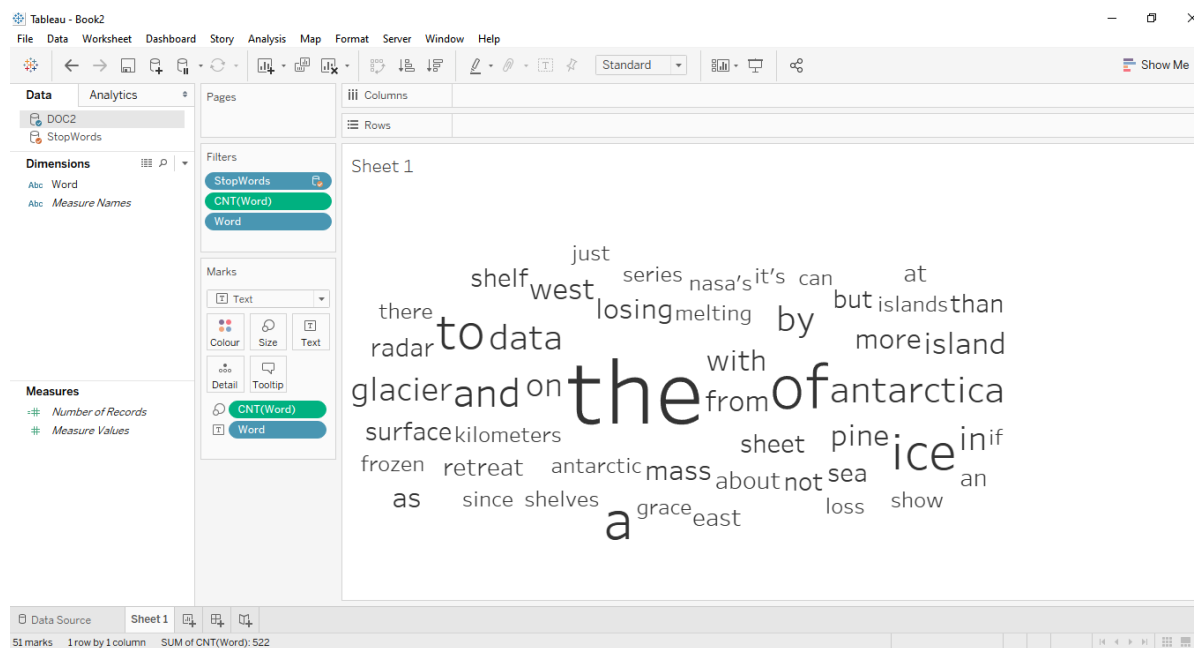 Tableau - Book2
File Data Worksheet Dashboard Story Analysis Map Format Server Window Help
Standard
Show Me
Data Analytics
DOC2
StopWords
Dimensions
Abc Word
Abc Measure Names
Measures
Number of Records
Measure Values
Pages
Filters
StopWords
CNT(Word)
Word
Marks
Text
Colour Size Text
Detail Tooltip
CNT(Word)
Word
Columns
Rows
Sheet 1
just
shelf west series nasa's it's can at
there losing melting by but islands than
radar to data with more island
glacier and on the from of antarctica
surface kilometers sheet pine ice in if
frozen retreat antarctic mass about not sea an
as since shelves a grace east loss show
Data Source Sheet 1
51 marks 1 row by 1 column SUM of CNT(Word): 522